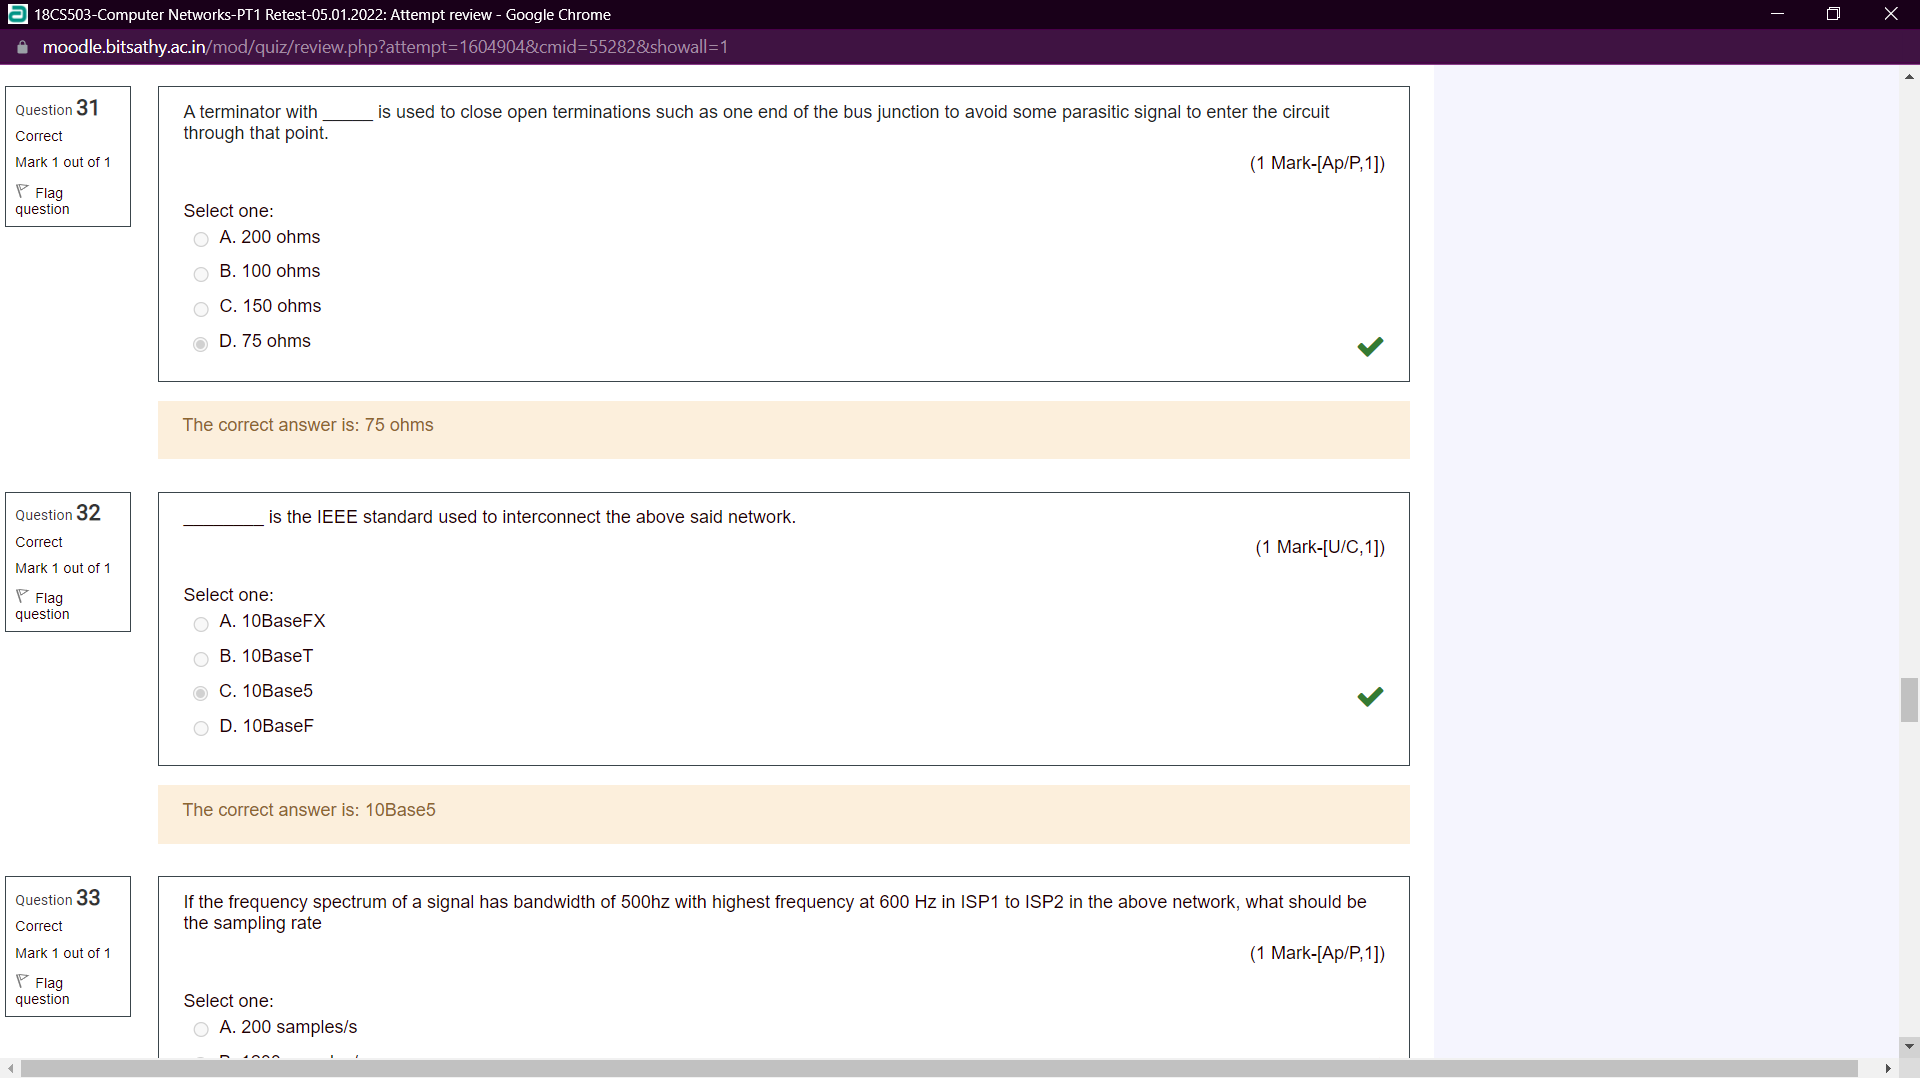 18CS503-Computer Networks-PT1 Retest-05.01.2022: Attempt review - Google Chrome
moodle.bitsathy.ac.in/mod/quiz/review.php?attempt=1604904&cmid=55282&showall=1
Question 31
Correct
Mark 1 out of 1
Flag
question
A terminator with _____ is used to close open terminations such as one end of the bus junction to avoid some parasitic signal to enter the circuit
through that point.
(1 Mark-[Ap/P,1])
Select one:
A. 200 ohms
B. 100 ohms
C. 150 ohms
D. 75 ohms
The correct answer is: 75 ohms
Question 32
Correct
Mark 1 out of 1
Flag
question
________ is the IEEE standard used to interconnect the above said network.
(1 Mark-[U/C,1])
Select one:
A. 10BaseFX
B. 10BaseT
C. 10Base5
D. 10BaseF
The correct answer is: 10Base5
Question 33
Correct
Mark 1 out of 1
Flag
question
If the frequency spectrum of a signal has bandwidth of 500hz with highest frequency at 600 Hz in ISP1 to ISP2 in the above network, what should be
the sampling rate
(1 Mark-[Ap/P,1])
Select one:
A. 200 samples/s